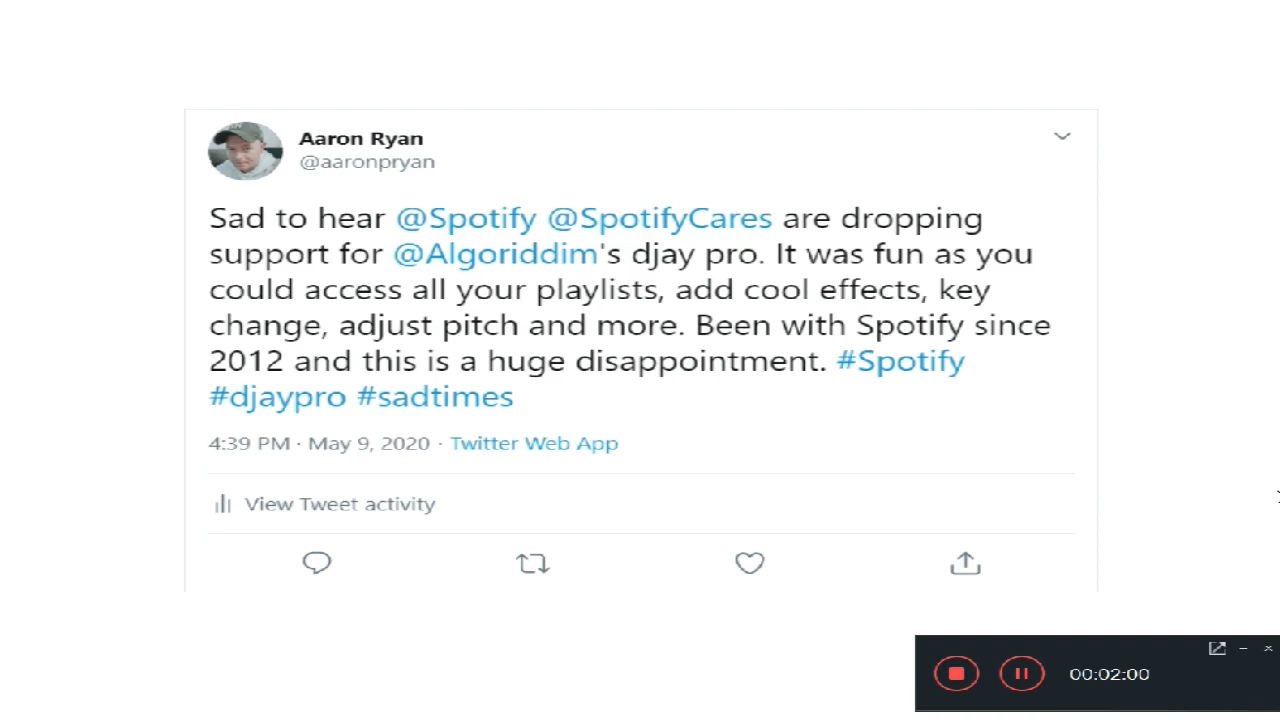 Aaron Ryan
@aaronpryan
Sad to hear @Spotify @SpotifyCares are dropping
support for @Algoriddim's djay pro. It was fun as you
could access all your playlists, add cool effects, key
change, adjust pitch and more. Been with Spotify since
2012 and this is a huge disappointment. #Spotify
#djaypro #sadtimes
4:39 PM · May 9, 2020 · Twitter Web App
View Tweet activity
00:02:00